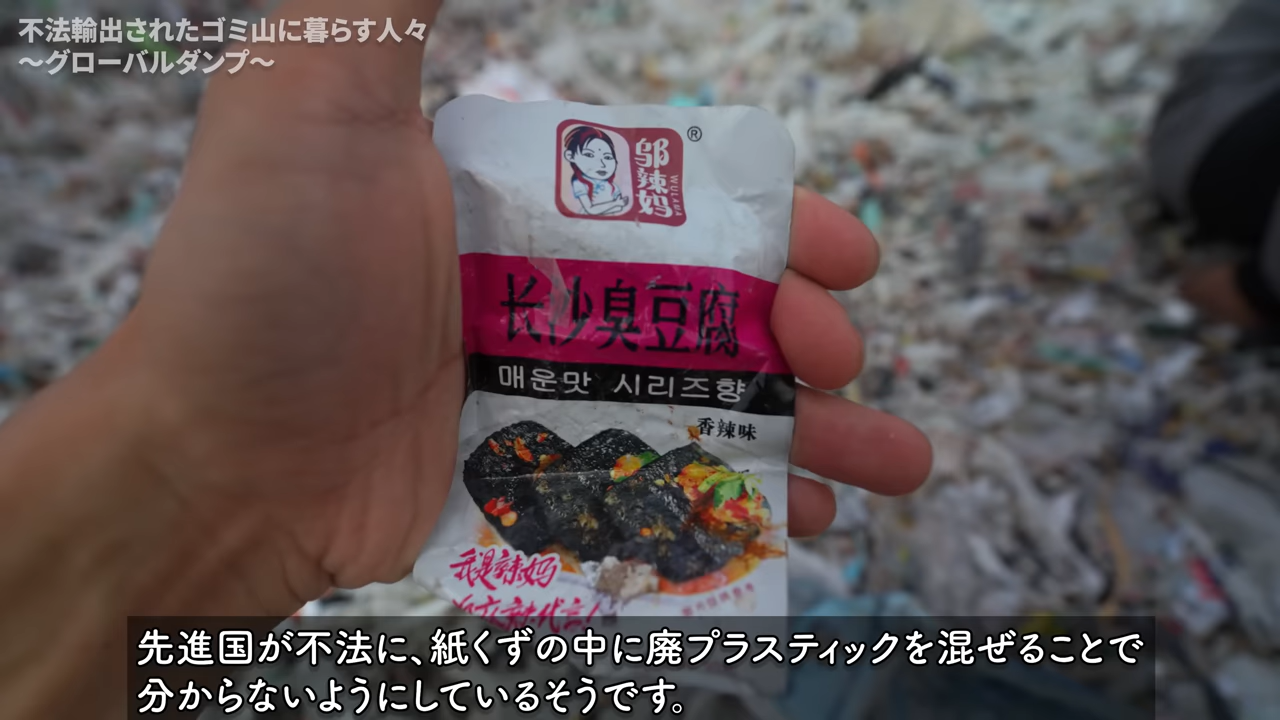 不法輸出されたゴミ山に暮らす人々
〜グローバルダンプ〜
®
邬辣妈
WULAMA
长沙臭豆腐
매운맛 시리즈향
香辣味
我是辣妈
先進国が不法に、紙くずの中に廃プラスティックを混ぜることで
分からないようにしているそうです。